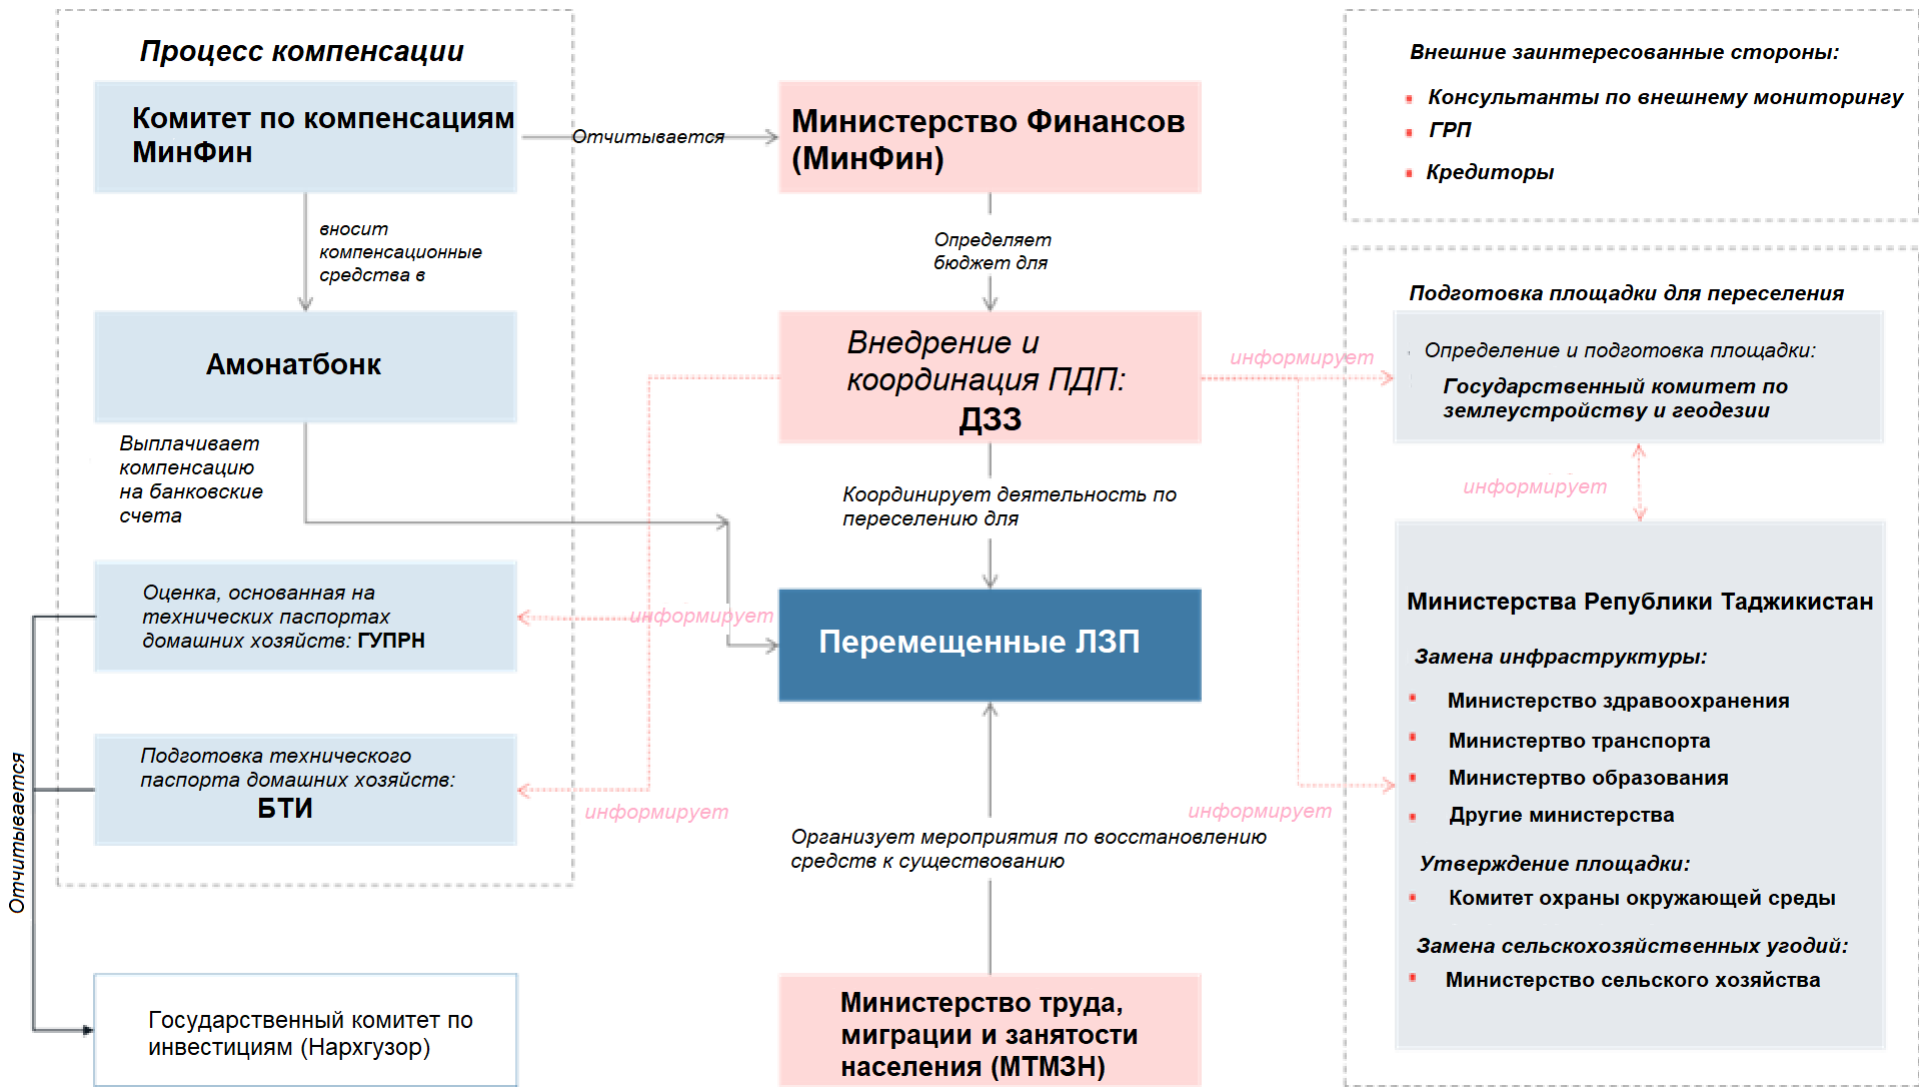 Процесс компенсации
Комитет по компенсациям
МинФин
Отчитывается
Министерство Финансов
(МинФин)
Внешние заинтересованные стороны:
Консультанты по внешнему мониторингу
ГРП
Кредиторы
вносит
компенсационные
средства в
Определяет
бюджет для
Амонатбонк
Внедрение и
координация ПДП:
ДЗЗ
информирует
Подготовка площадки для переселения
Определение и подготовка площадки:
Государственный комитет по
землеустройству и геодезии
Выплачивает
компенсацию
на банковские
счета
Координирует деятельность по
переселению для
информирует
Оценка, основанная на
технических паспортах
домашних хозяйств: ГУПРН
информирует
Перемещенные ЛЗП
Министерства Републики Таджикистан
Замена инфраструктуры:
Министерство здравоохранения
Министертво транспорта
Министертво образования
Другие министерства
Утверждение площадки:
Комитет охраны окружающей среды
Замена сельскохозяйственных угодий:
Министерство сельского хозяйства
Подготовка технического
паспорта домашних хозяйств:
БТИ
информирует
информирует
Отчитывается
Организует мероприятия по восстановлению
средств к существованию
Государственный комитет по
инвестициям (Нархгузор)
Министерство труда,
миграции и занятости
населения (МТМЗН)